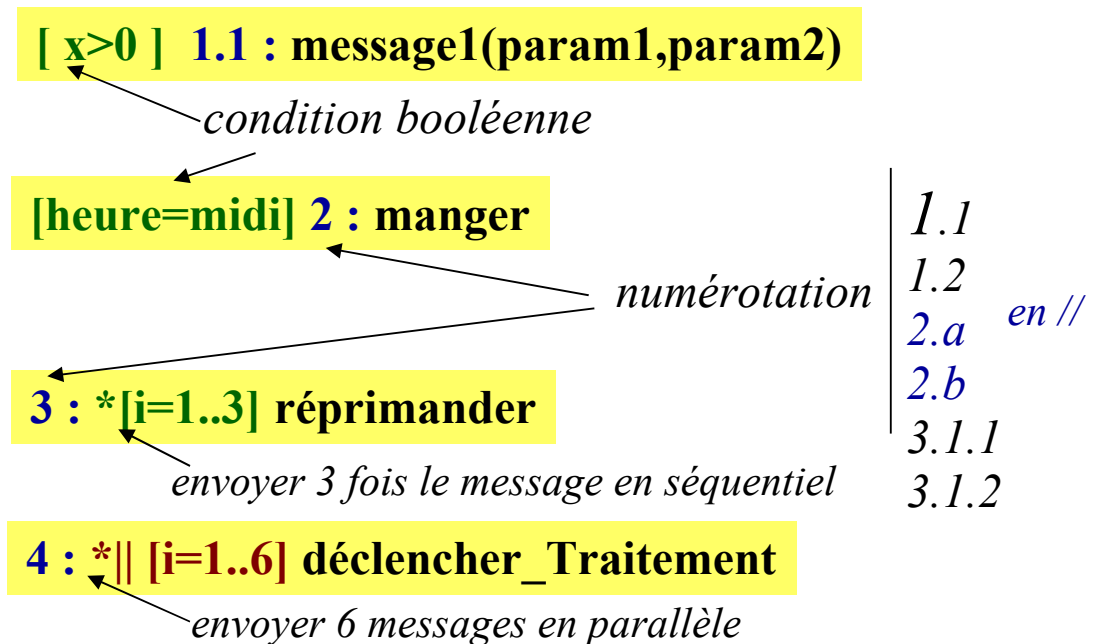 [ x>0 ] 1.1 : message1(param1,param2)
condition booléenne
[heure=midi] 2 : manger
numérotation
1.1
1.2
2.a
en //
2.b
3.1.1
3.1.2
3 : *[i=1..3] réprimander
envoyer 3 fois le message en séquentiel
4 : *|| [i=1..6] déclencher_Traitement
envoyer 6 messages en parallèle